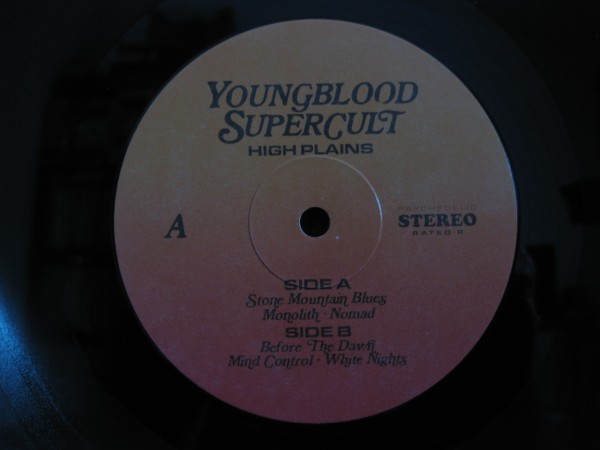 YOUNGBLOOD
SUPERCULT
HIGH PLAINS
A
PSYCHEDELIC
STEREO
RATED R
SIDE A
Stone Mountain Blues
Monolith · Nomad
SIDE B
Before The Dawn
Mind Control · White Nights